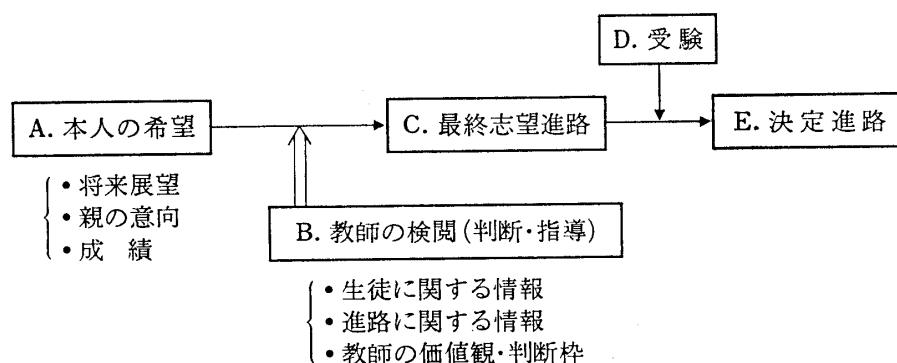 D. 受験
A. 本人の希望
C. 最終志望進路
E. 決定進路
• 将来展望
• 親の意向
• 成 績
B. 教師の検閲(判断・指導)
• 生徒に関する情報
• 進路に関する情報
• 教師の価値観・判断枠